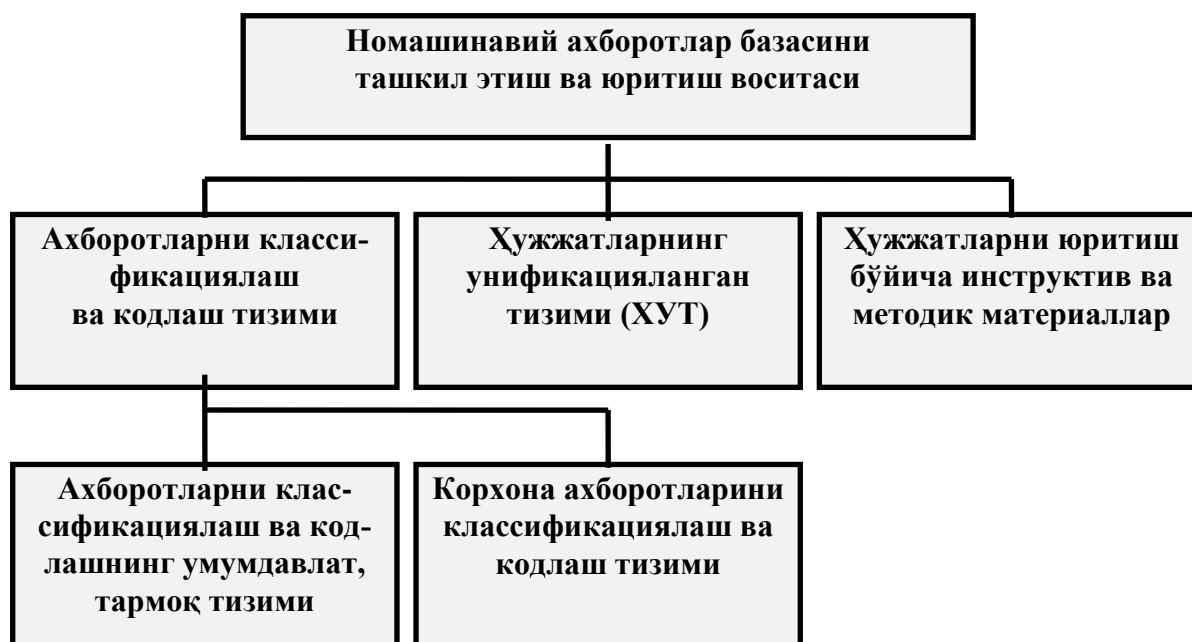 Номашинавий ахборотлар базасини
ташкил этиш ва юритиш воситаси
Ахборотларни класси-
фикациялаш
ва кодлаш тизими
Ҳужжатларнинг
унификацияланган
тизими (ХУТ)
Ҳужжатларни юритиш
бўйича инструктив ва
методик материаллар
Ахборотларни клас-
сификациялаш ва код-
лашнинг умумдавлат,
тармоқ тизими
Корхона ахборотларини
классификациялаш ва
кодлаш тизими